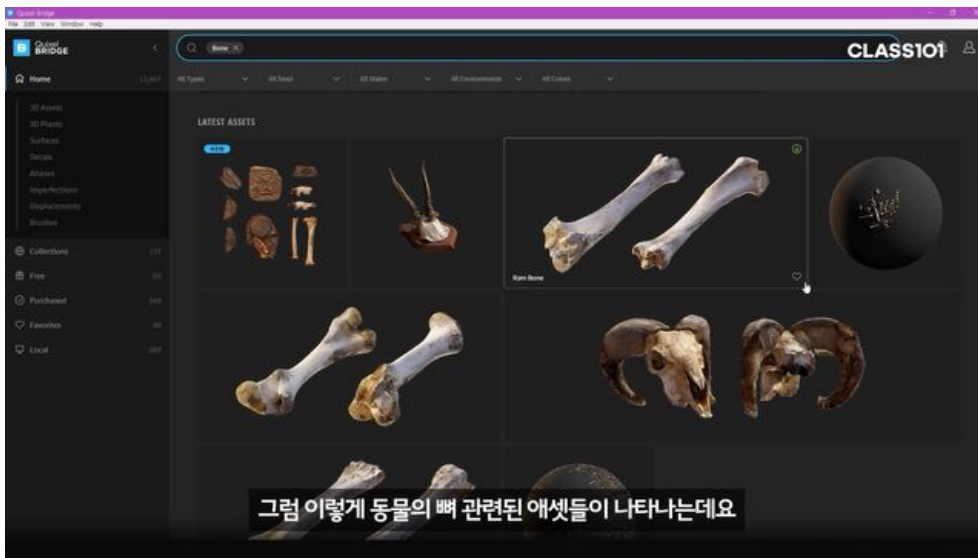 Quixel Bridge
File Edit View Window Help
Quixel
BRIDGE
Bone
CLASS101
Home
All Types All Sizes All States All Environments All Colors
3D Assets
3D Plants
Surfaces
Decals
Atlases
Imperfections
Displacements
Brushes
Collections
Free
Purchased
Favorites
Local
LATEST ASSETS
NEW
Ram Bone
그럼 이렇게 동물의 뼈 관련된 애셋들이 나타나는데요